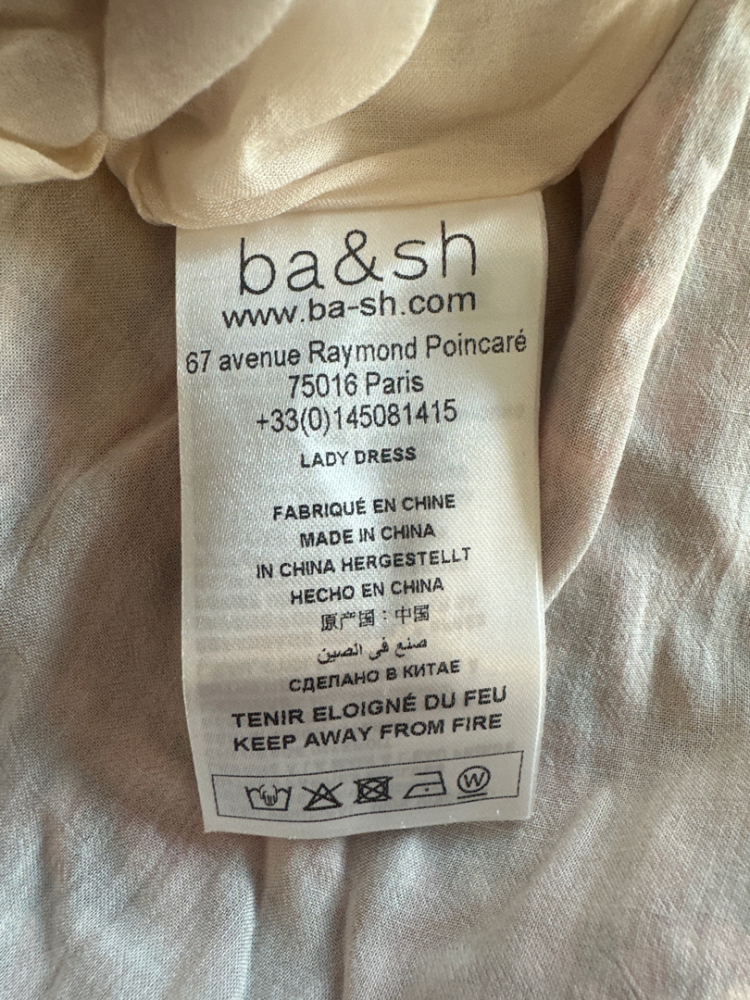 ba&sh
www.ba-sh.com
67 avenue Raymond Poincaré
75016 Paris
+33(0)145081415
LADY DRESS
FABRIQUÉ EN CHINE
MADE IN CHINA
IN CHINA HERGESTELLT
HECHO EN CHINA
原产国：中国
صنع في الصين
СДЕЛАНО В КИТАЕ
TENIR ELOIGNÉ DU FEU
KEEP AWAY FROM FIRE
W